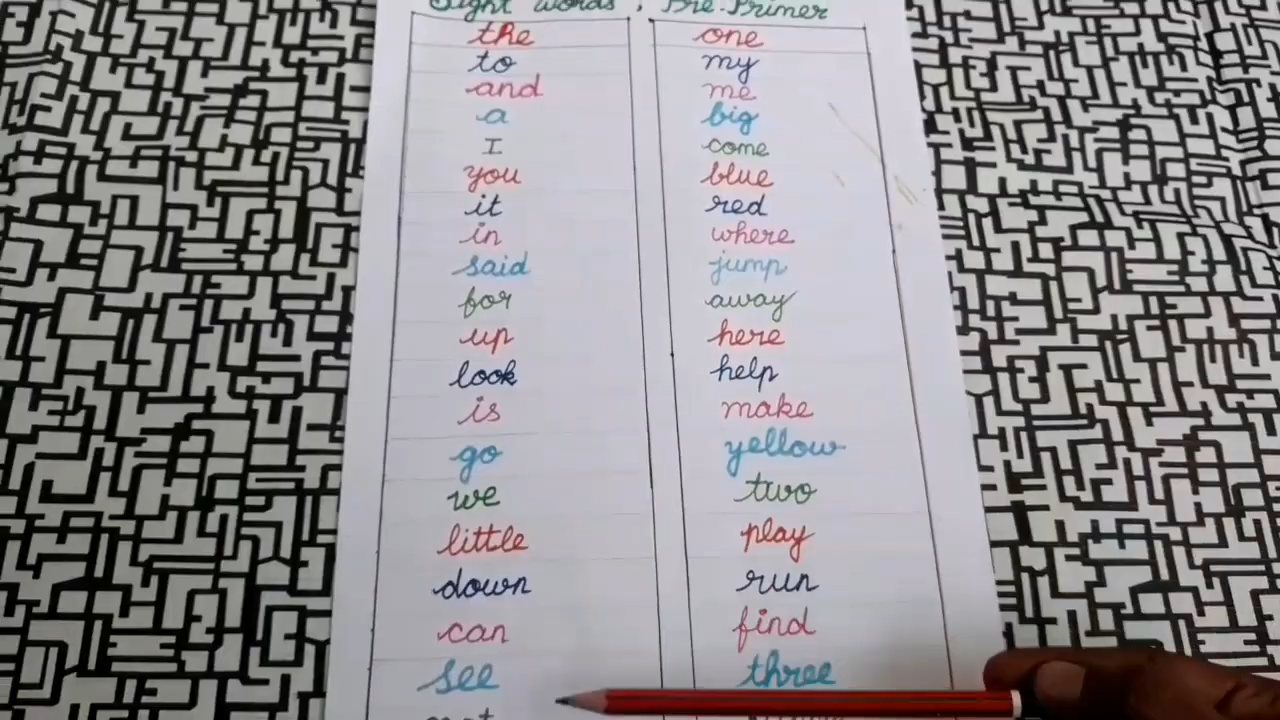 Sight words : Pre-Primer
the
to
and
a
I
you
it
in
said
for
up
look
is
go
we
little
down
can
see
one
my
me
big
come
blue
red
where
jump
away
here
help
make
yellow
two
play
run
find
three